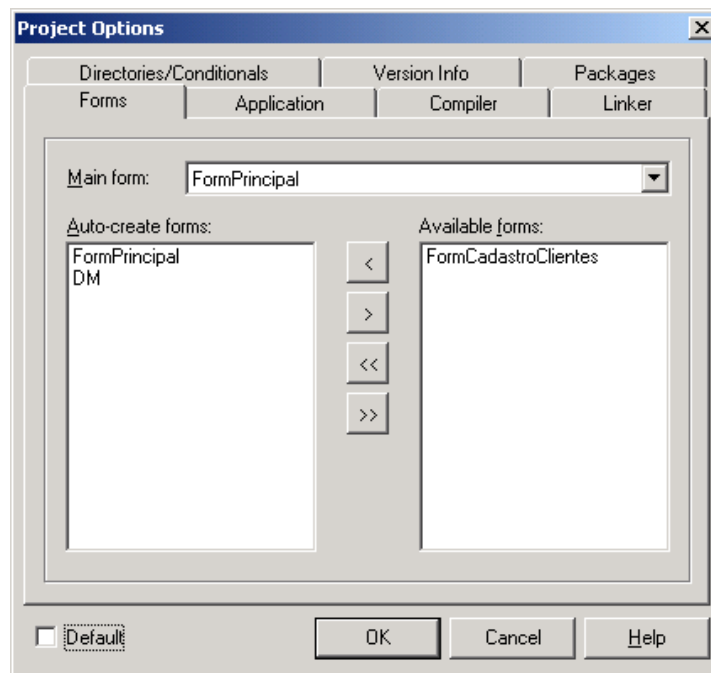 Project Options
Directories/Conditionals Version Info Packages
Forms Application Compiler Linker
Main form: FormPrincipal
Auto-create forms: Available forms:
FormPrincipal FormCadastroClientes
DM
<
>
<<
>>
Default OK Cancel Help